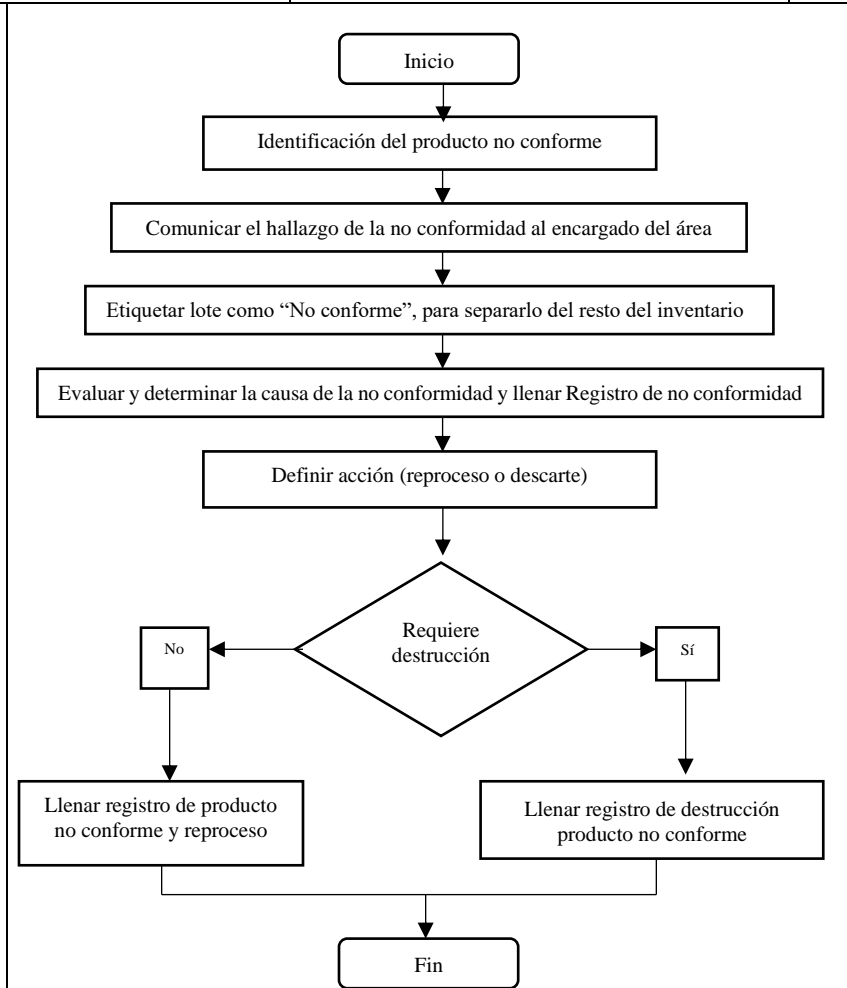 Inicio
Identificación del producto no conforme
Comunicar el hallazgo de la no conformidad al encargado del área
Etiquetar lote como “No conforme”, para separarlo del resto del inventario
Evaluar y determinar la causa de la no conformidad y llenar Registro de no conformidad
Definir acción (reproceso o descarte)
Requiere
destrucción
No
Sí
Llenar registro de producto
no conforme y reproceso
Llenar registro de destrucción
producto no conforme
Fin